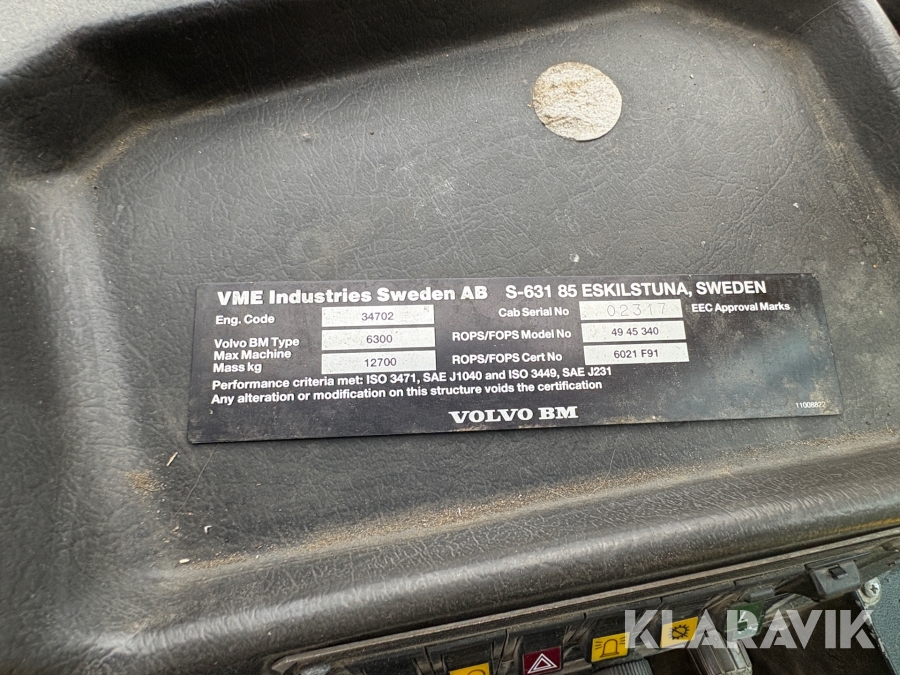 VME Industries Sweden AB S-631 85 ESKILSTUNA, SWEDEN
Eng. Code 34702 Cab Serial No 02317 EEC Approval Marks
Volvo BM Type 6300 ROPS/FOPS Model No 49 45 340
Max Machine
Mass kg 12700 ROPS/FOPS Cert No 6021 F91
Performance criteria met: ISO 3471, SAE J1040 and ISO 3449, SAE J231
Any alteration or modification on this structure voids the certification
VOLVO BM
11008822
KLARAVIK